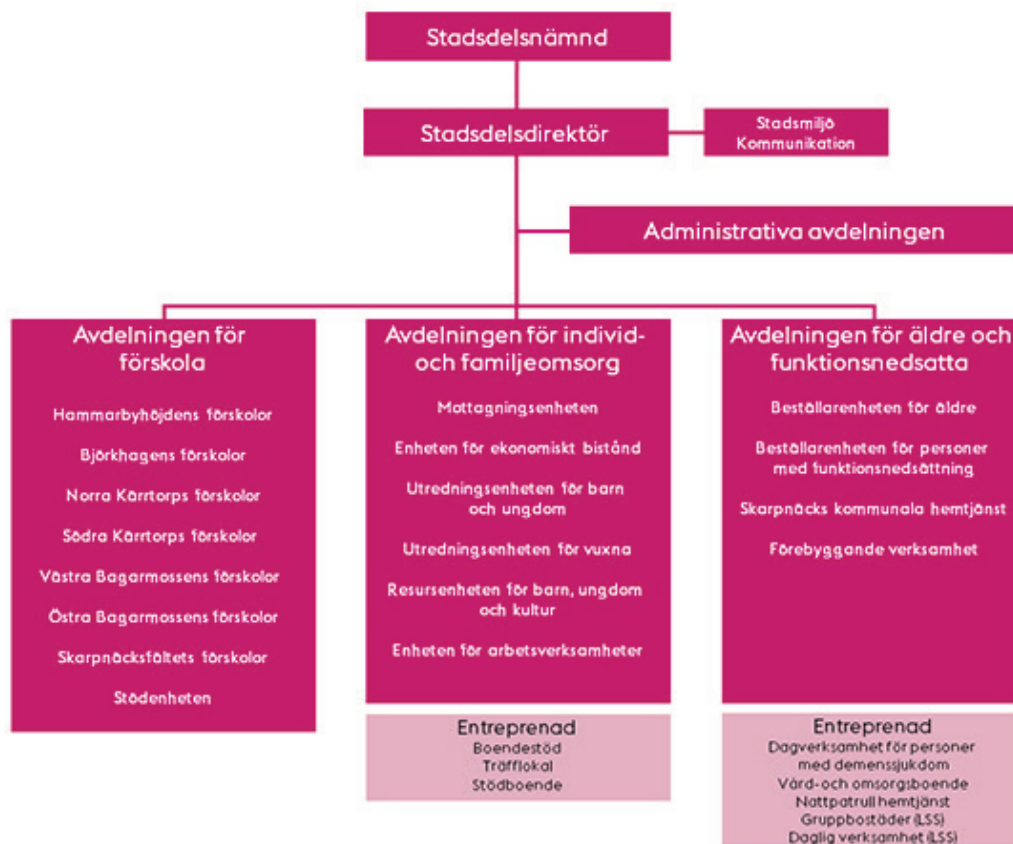 Stadsdelsnämnd
Stadsdelsdirektör
Stadsmiljö
Kommunikation
Administrativa avdelningen
Avdelningen för
förskola
Hammarbyhöjdens förskolor
Björkhagens förskolor
Norra Kärrtorps förskolor
Södra Kärrtorps förskolor
Västra Bagarmossens förskolor
Östra Bagarmossens förskolor
Skarpnäcksfältets förskolor
Stödenheten
Avdelningen för individ-
och familjeomsorg
Mottagningsenheten
Enheten för ekonomiskt bistånd
Utredningsenheten för barn
och ungdom
Utredningsenheten för vuxna
Resursenheten för barn, ungdom
och kultur
Enheten för arbetsverksamheter
Entreprenad
Boendestöd
Träfflokal
Stödboende
Avdelningen för äldre och
funktionsnedsatta
Beställarenheten för äldre
Beställarenheten för personer
med funktionsnedsättning
Skarpnäcks kommunala hemtjänst
Förebyggande verksamhet
Entreprenad
Dagverksamhet för personer
med demenssjukdom
Vård-och omsorgsboende
Nattpatrull hemtjänst
Gruppbostäder (LSS)
Daglig verksamhet (LSS)